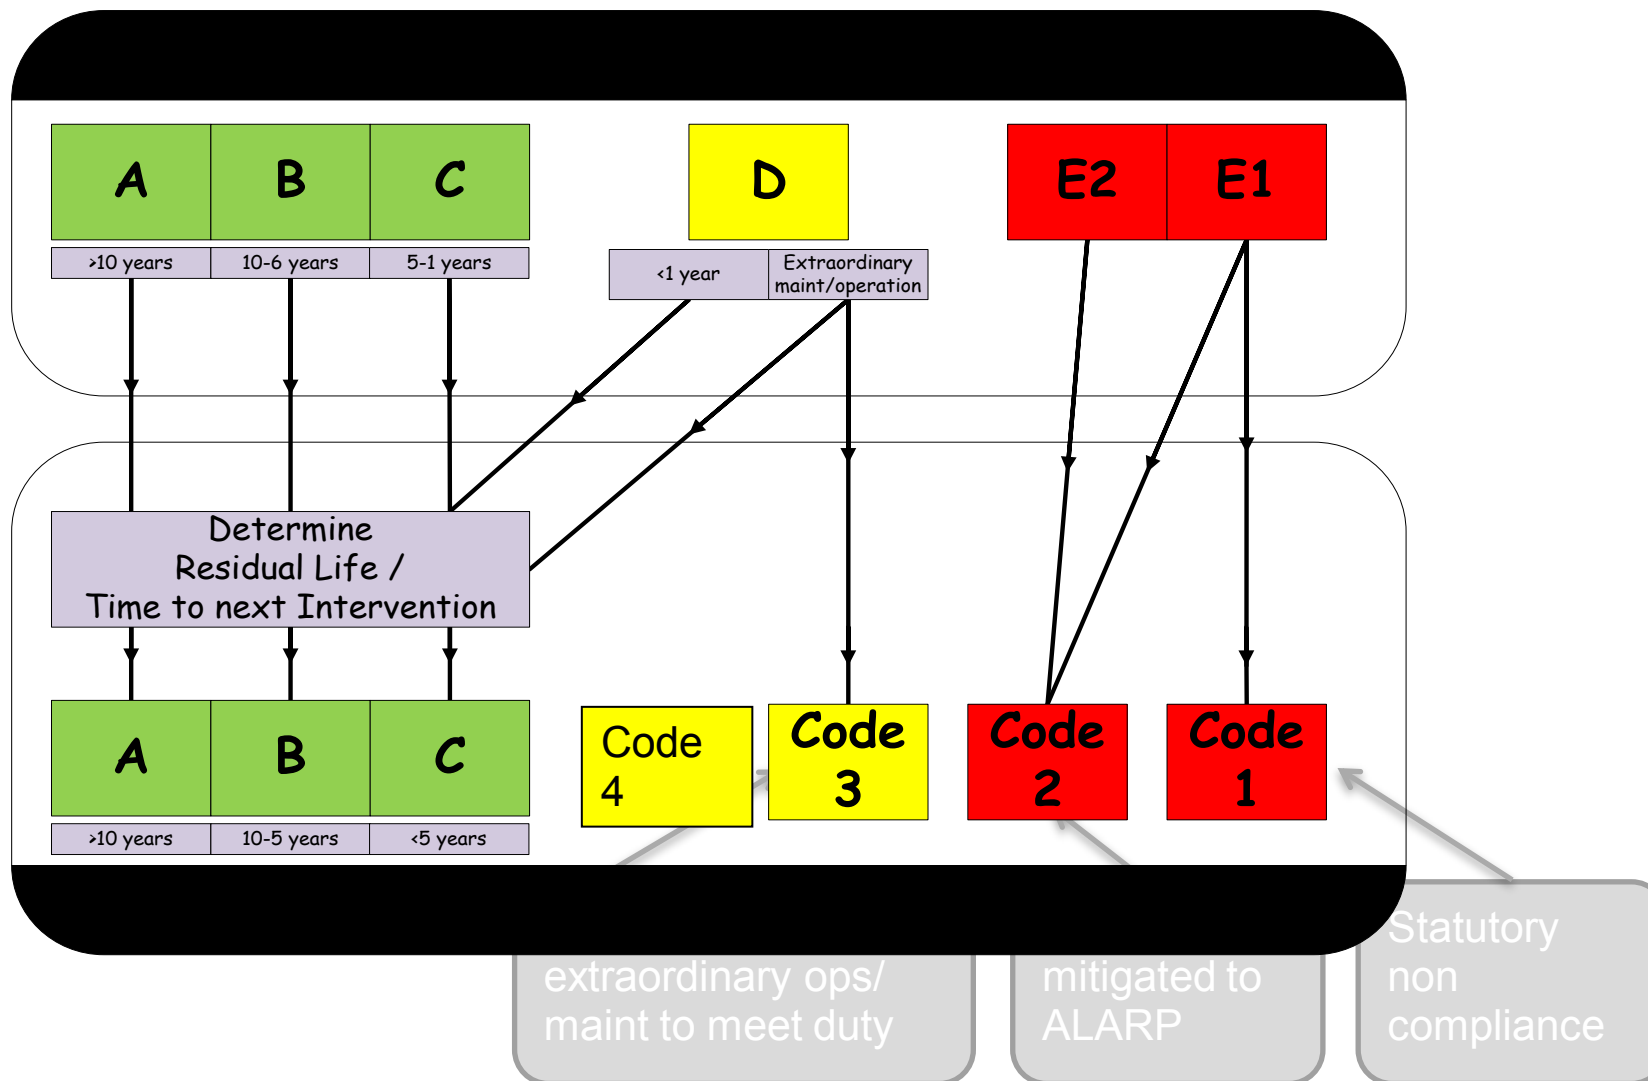 A B C D E2 E1
>10 years 10-6 years 5-1 years
<1 year
Extraordinary
maint/operation
Determine
Residual Life /
Time to next Intervention
A B C
>10 years 10-5 years <5 years
Code
4
Code
3
Code
2
Code
1
extraordinary ops/
maint to meet duty
mitigated to
ALARP
Statutory
non
compliance